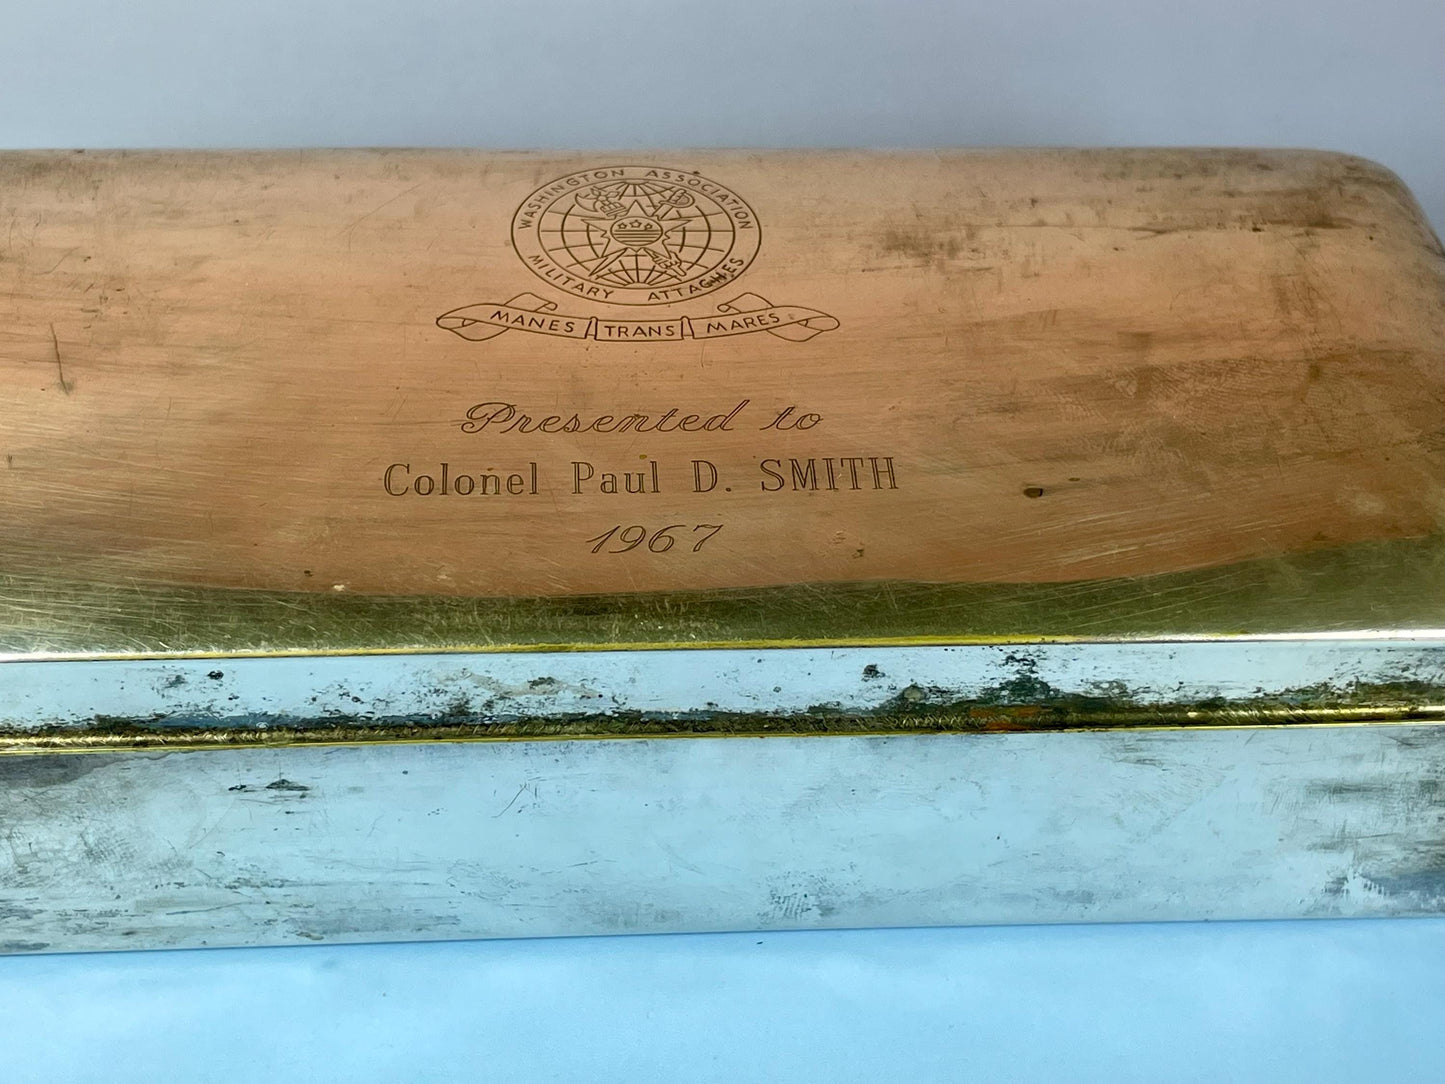 WASHINGTON ASSOCIATION
MILITARY ATTACHES
MANES TRANS MARES
Presented to
Colonel Paul D. SMITH
1967